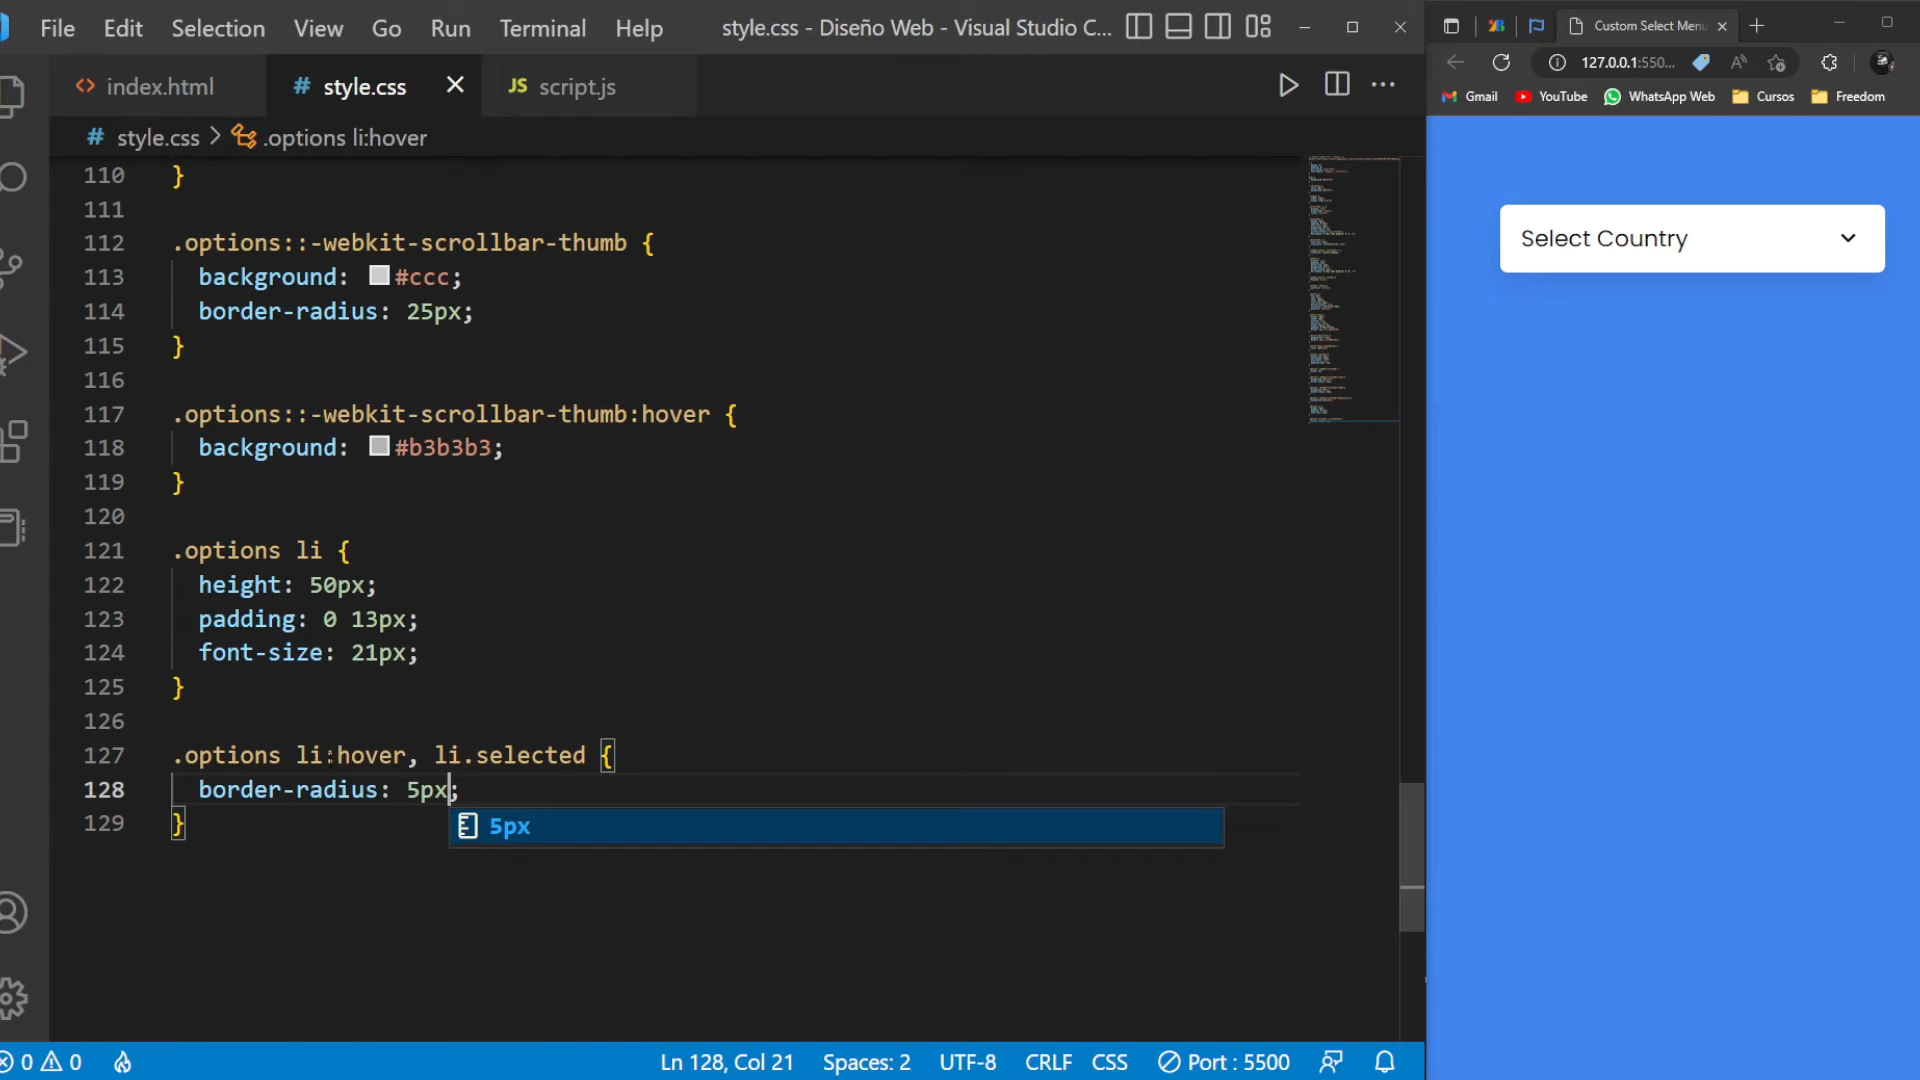 File Edit Selection View Go Run Terminal Help style.css - Diseño Web - Visual Studio C...
index.html # style.css JS script.js
# style.css > .options li:hover
110 }
111
112 .options::-webkit-scrollbar-thumb {
113 background: #ccc;
114 border-radius: 25px;
115 }
116
117 .options::-webkit-scrollbar-thumb:hover {
118 background: #b3b3b3;
119 }
120
121 .options li {
122 height: 50px;
123 padding: 0 13px;
124 font-size: 21px;
125 }
126
127 .options li:hover, li.selected {
128 border-radius: 5px;
129 }
5px
0 0 Ln 128, Col 21 Spaces: 2 UTF-8 CRLF CSS Port : 5500
Custom Select Menu
127.0.0.1:550...
Gmail YouTube WhatsApp Web Cursos Freedom
Select Country